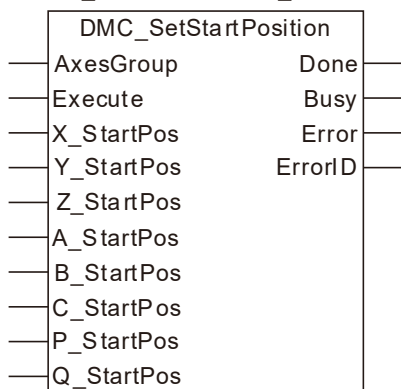 DMC_SetStartPosition
AxesGroup Done
Execute Busy
X_StartPos Error
Y_StartPos ErrorID
Z_StartPos
A_StartPos
B_StartPos
C_StartPos
P_StartPos
Q_StartPos